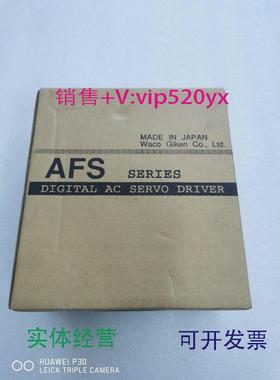 销售+V:vip520yx
MADE IN JAPAN
Waco Giken Co., Ltd.
AFS SERIES
DIGITAL AC SERVO DRIVER
实体经营
可开发票
HUAWEI P30
LEICA TRIPLE CAMERA